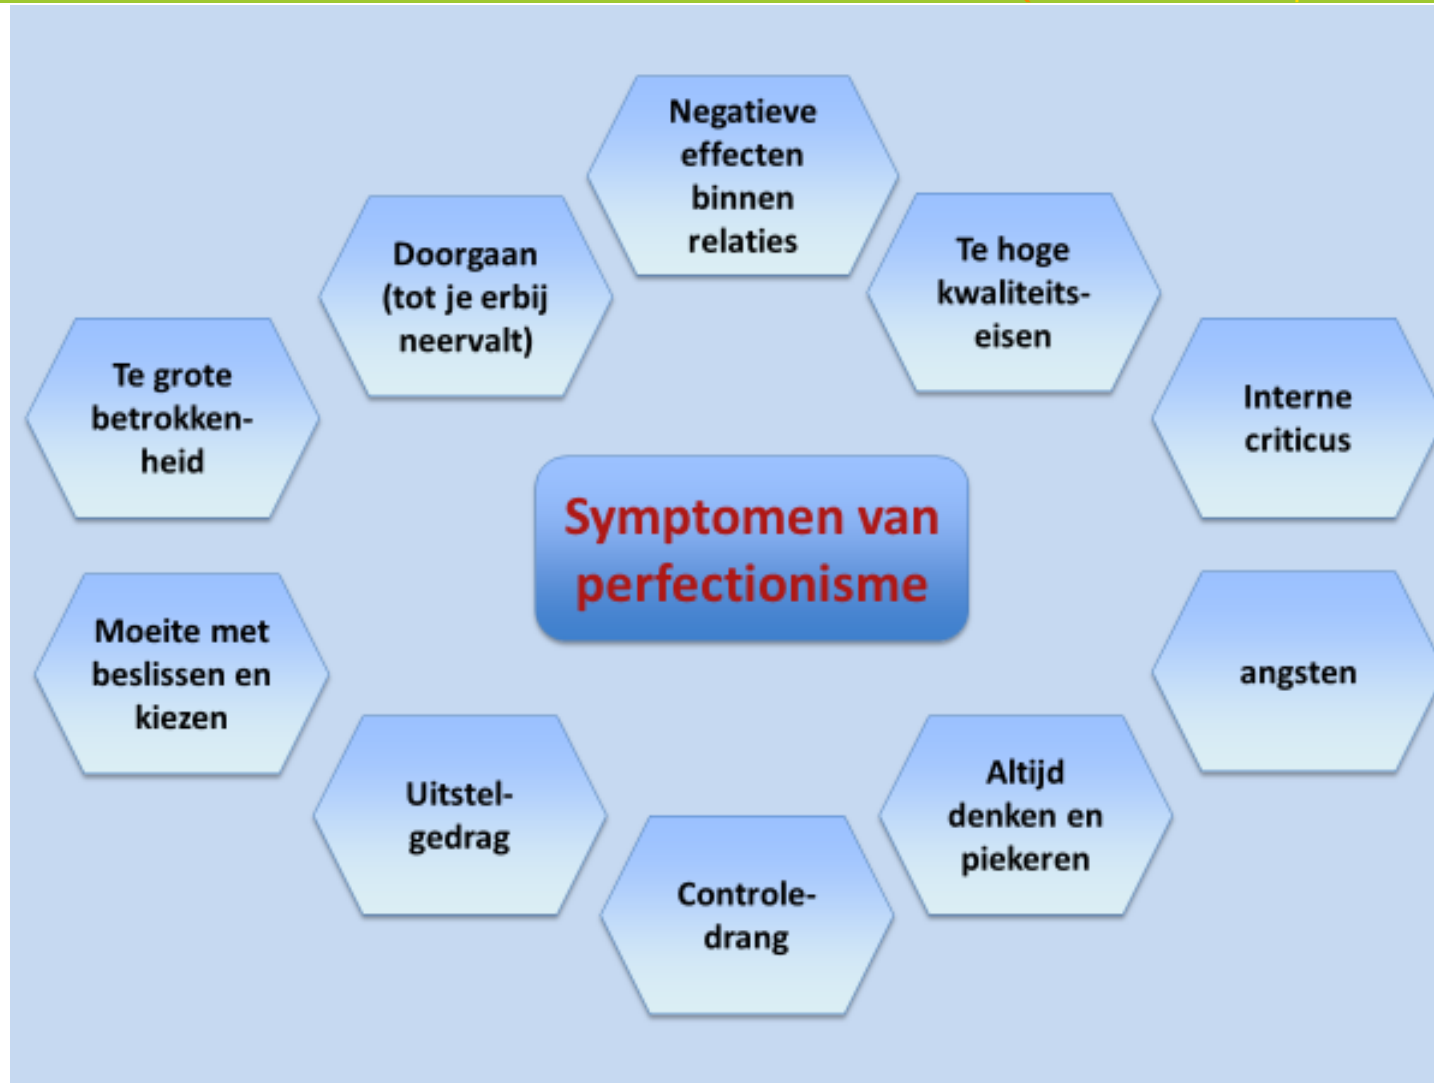 Negatieve
effecten
binnen
relaties
Doorgaan
(tot je erbij
neervalt)
Te hoge
kwaliteits-
eisen
Te grote
betrokken-
heid
Interne
criticus
Symptomen van
perfectionisme
Moeite met
beslissen en
kiezen
angsten
Uitstel-
gedrag
Altijd
denken en
piekeren
Controle-
drang